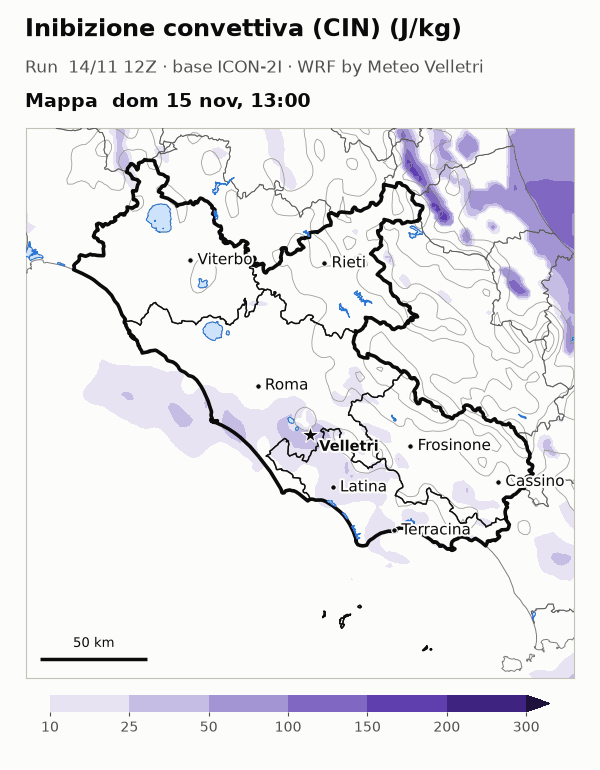 Inibizione convettiva (CIN) (J/kg)
Run 14/11 12Z · base ICON-2I · WRF by Meteo Velletri
Mappa dom 15 nov, 13:00
Viterbo
Rieti
Roma
Velletri
Frosinone
Latina
Cassino
Terracina
50 km
10 25 50 100 150 200 300